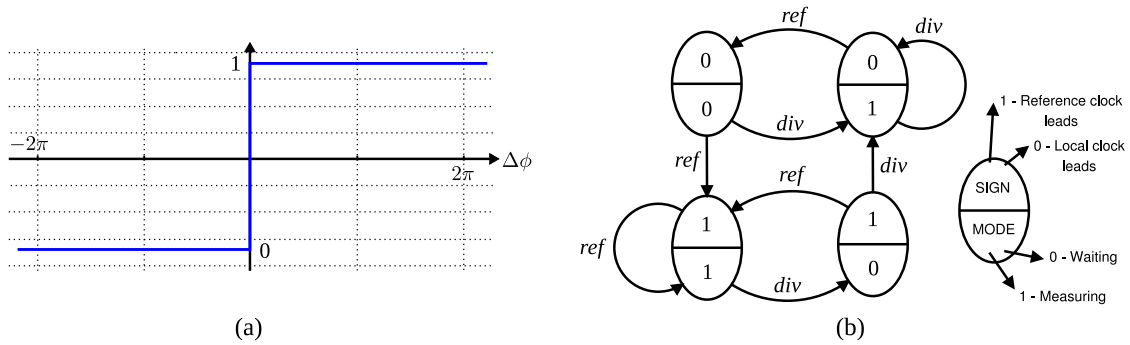 1
−2π
Δϕ
2π
0
(a)
ref
div
0
0
0
1
div
ref
div
ref
ref
1
1
1
0
div
(b)
1 - Reference clock
leads
0 - Local clock
leads
SIGN
MODE
0 - Waiting
1 - Measuring